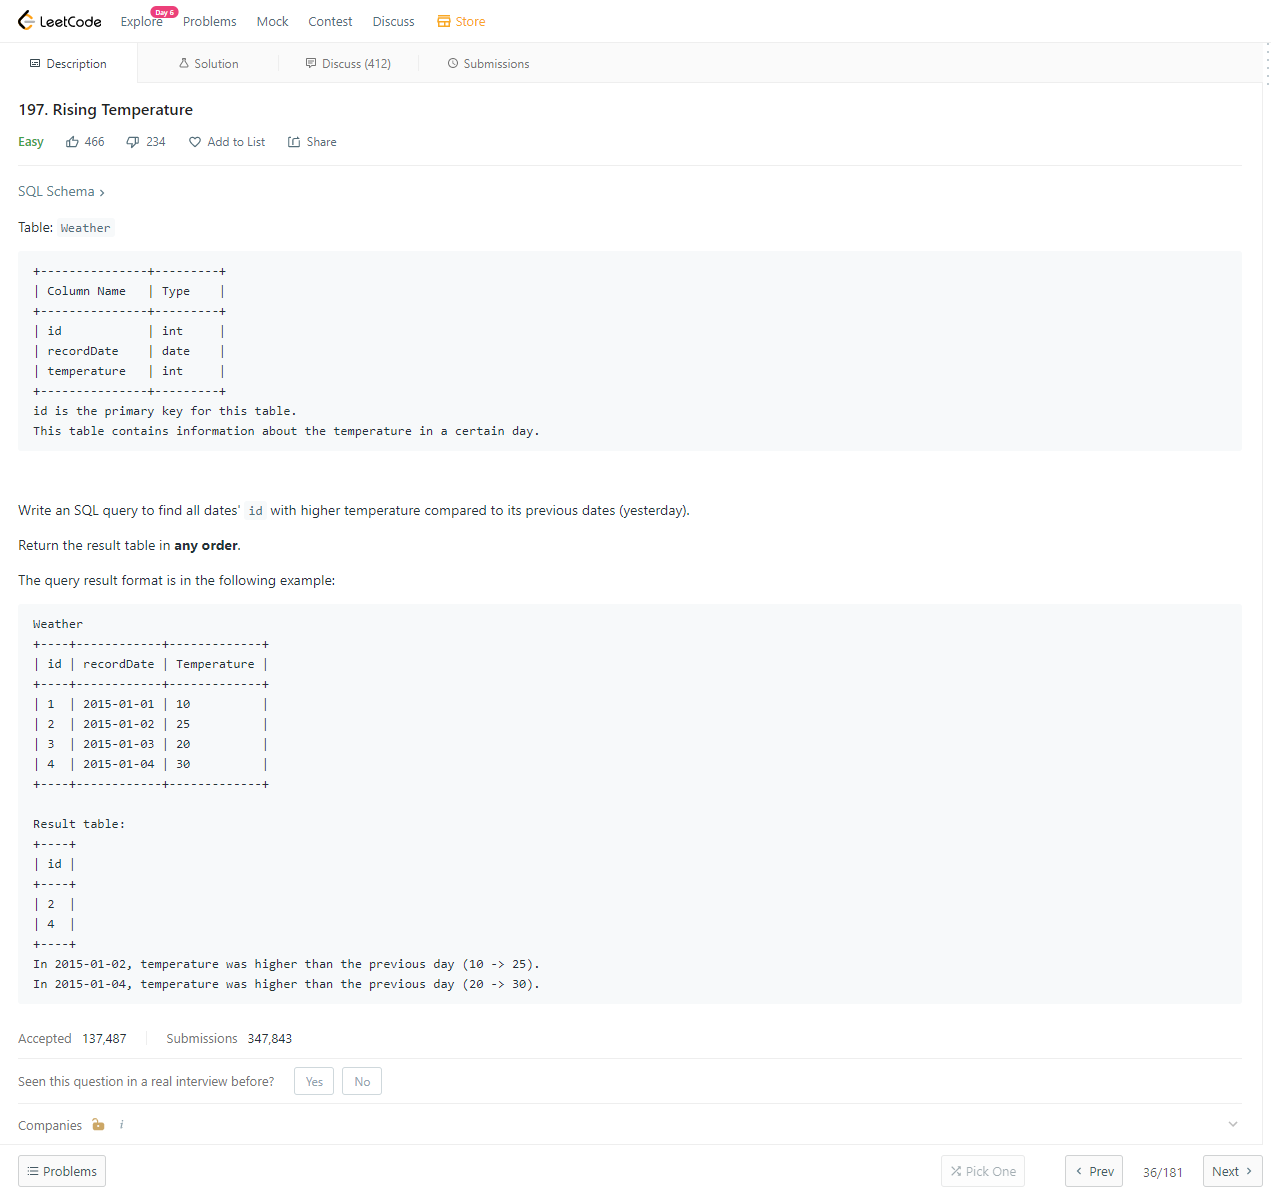 LeetCode Explore Day 6 Problems Mock Contest Discuss Store
Description Solution Discuss (412) Submissions
197. Rising Temperature
Easy 466 234 Add to List Share
SQL Schema >
Table: Weather
+---------------+---------+
| Column Name   | Type    |
+---------------+---------+
| id            | int     |
| recordDate    | date    |
| temperature   | int     |
+---------------+---------+
id is the primary key for this table.
This table contains information about the temperature in a certain day.
Write an SQL query to find all dates' id with higher temperature compared to its previous dates (yesterday).
Return the result table in any order.
The query result format is in the following example:
Weather
+----+------------+-------------+
| id | recordDate | Temperature |
+----+------------+-------------+
| 1  | 2015-01-01 | 10          |
| 2  | 2015-01-02 | 25          |
| 3  | 2015-01-03 | 20          |
| 4  | 2015-01-04 | 30          |
+----+------------+-------------+
Result table:
+----+
| id |
+----+
| 2  |
| 4  |
+----+
In 2015-01-02, temperature was higher than the previous day (10 -> 25).
In 2015-01-04, temperature was higher than the previous day (20 -> 30).
Accepted 137,487 Submissions 347,843
Seen this question in a real interview before? Yes No
Companies i
Problems Pick One < Prev 36/181 Next >